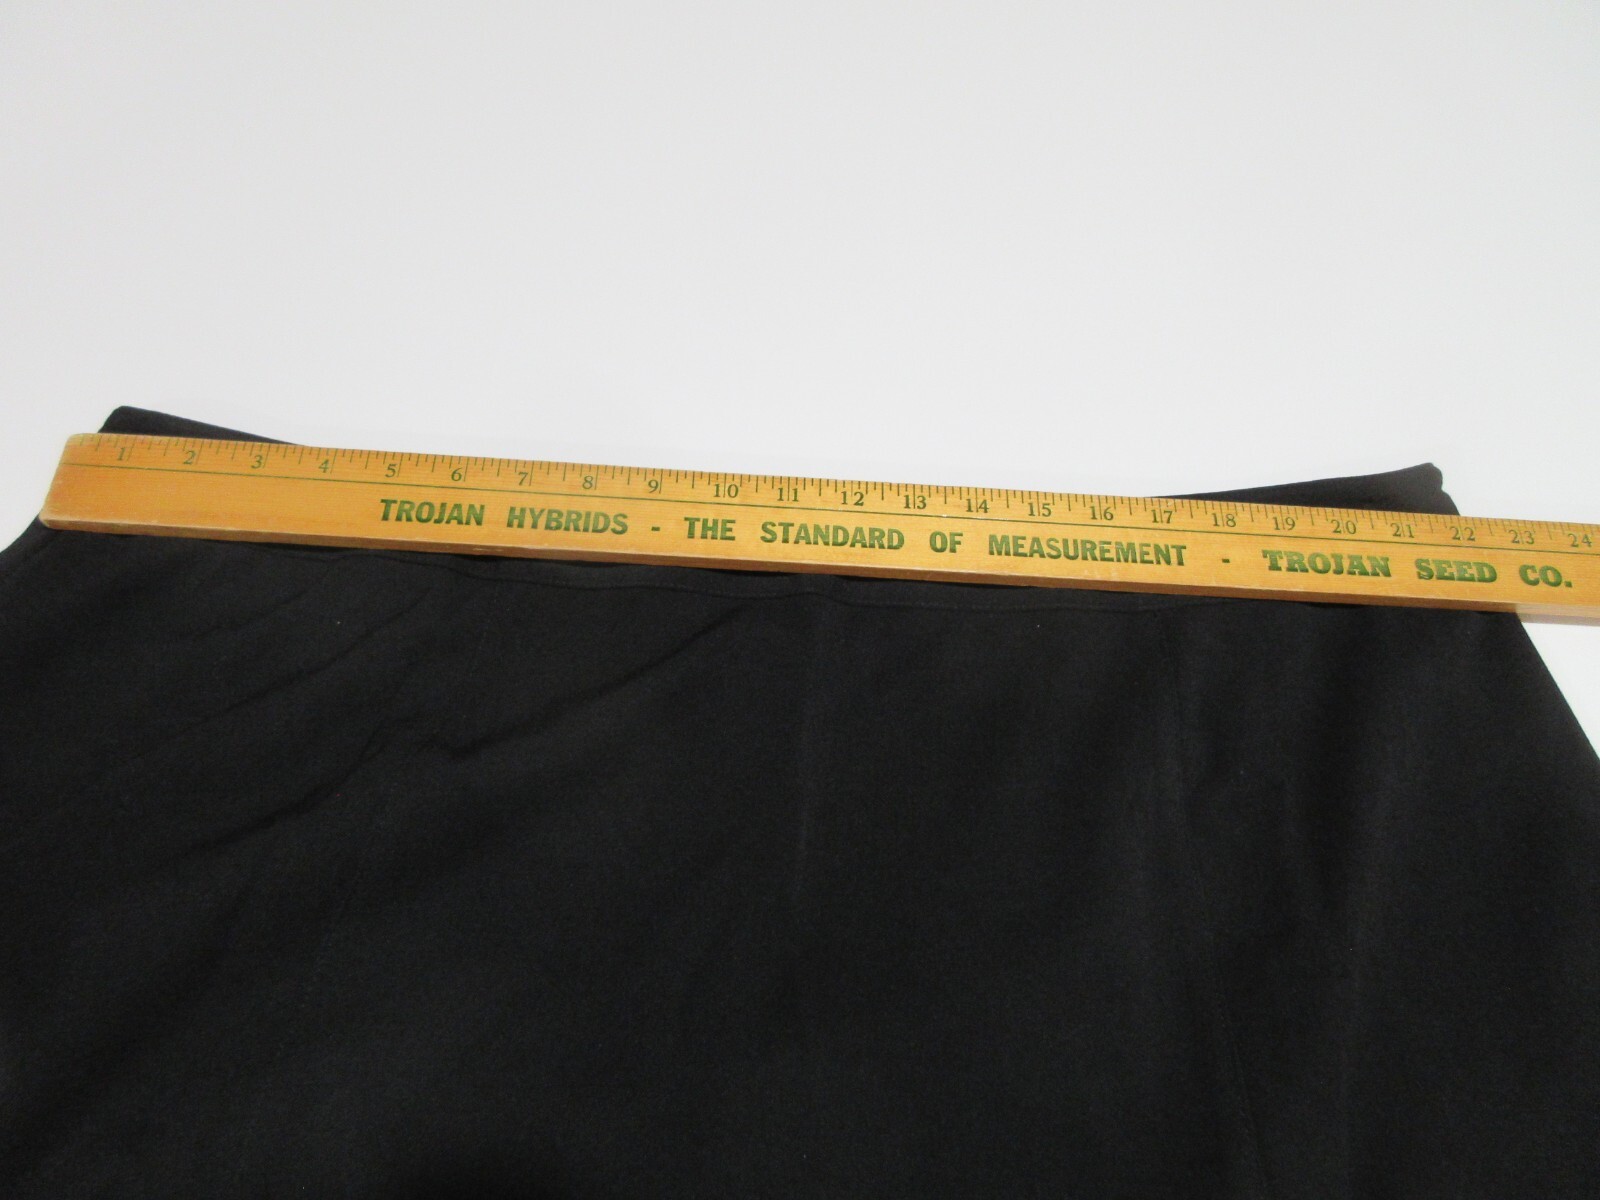 1 2 3 4 5 6 7 8 9 10 11 12 13 14 15 16 17 18 19 20 21 22 23 24
TROJAN HYBRIDS - THE STANDARD OF MEASUREMENT - TROJAN SEED CO.